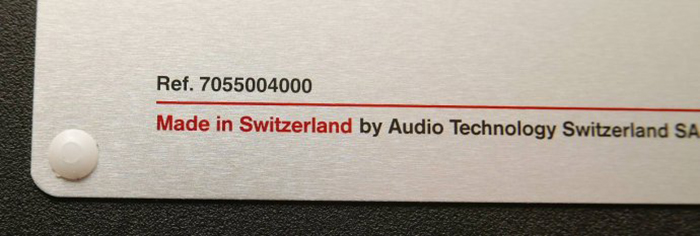 Ref. 7055004000
Made in Switzerland by Audio Technology Switzerland SA